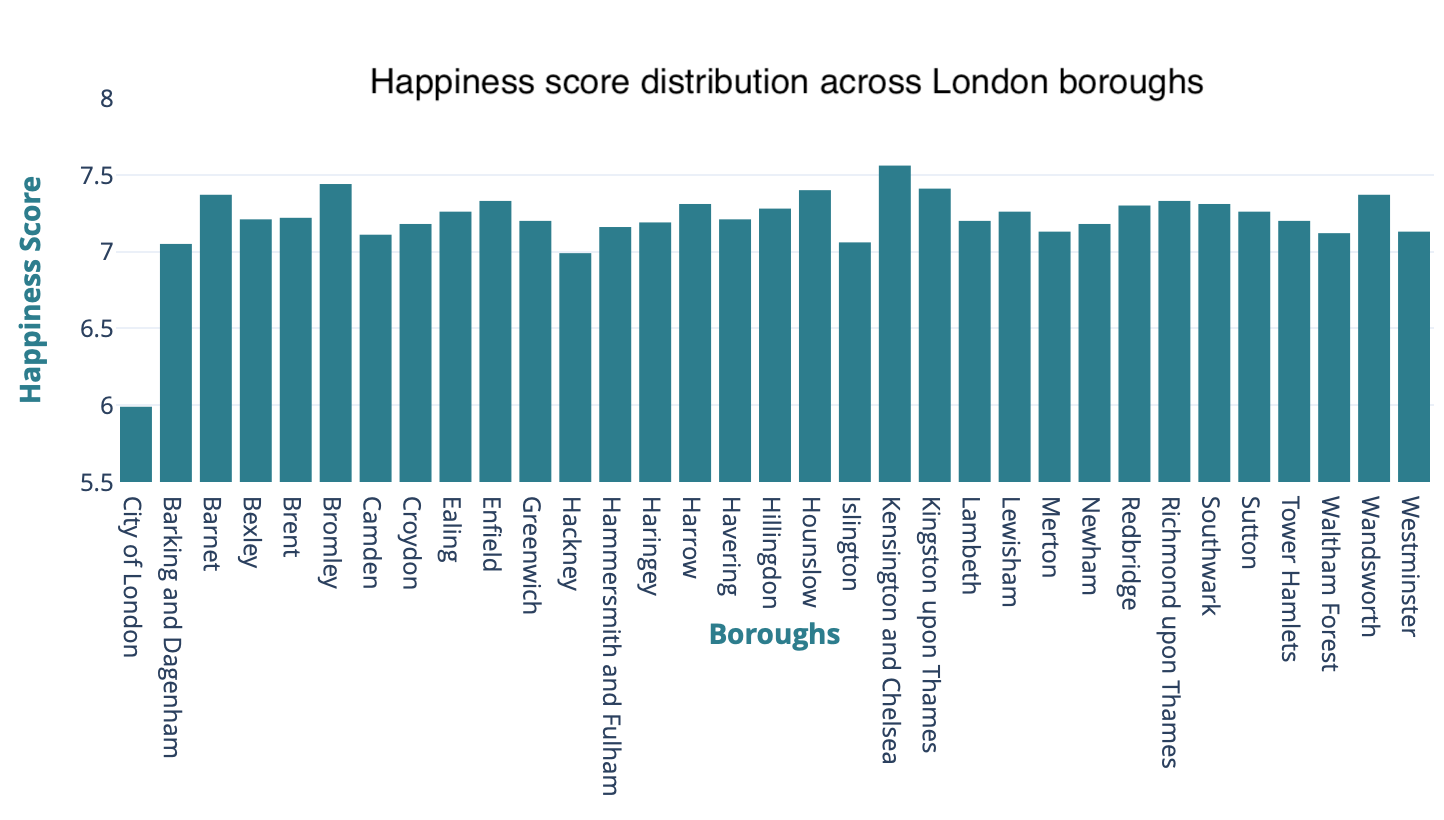 Happiness score distribution across London boroughs
8
7.5
7
6.5
6
5.5
Happiness Score
City of London
Barking and Dagenham
Barnet
Bexley
Brent
Bromley
Camden
Croydon
Ealing
Enfield
Greenwich
Hackney
Hammersmith and Fulham
Haringey
Harrow
Havering
Hillingdon
Hounslow
Islington
Kensington and Chelsea
Kingston upon Thames
Lambeth
Lewisham
Merton
Newham
Redbridge
Richmond upon Thames
Southwark
Sutton
Tower Hamlets
Waltham Forest
Wandsworth
Westminster
Boroughs